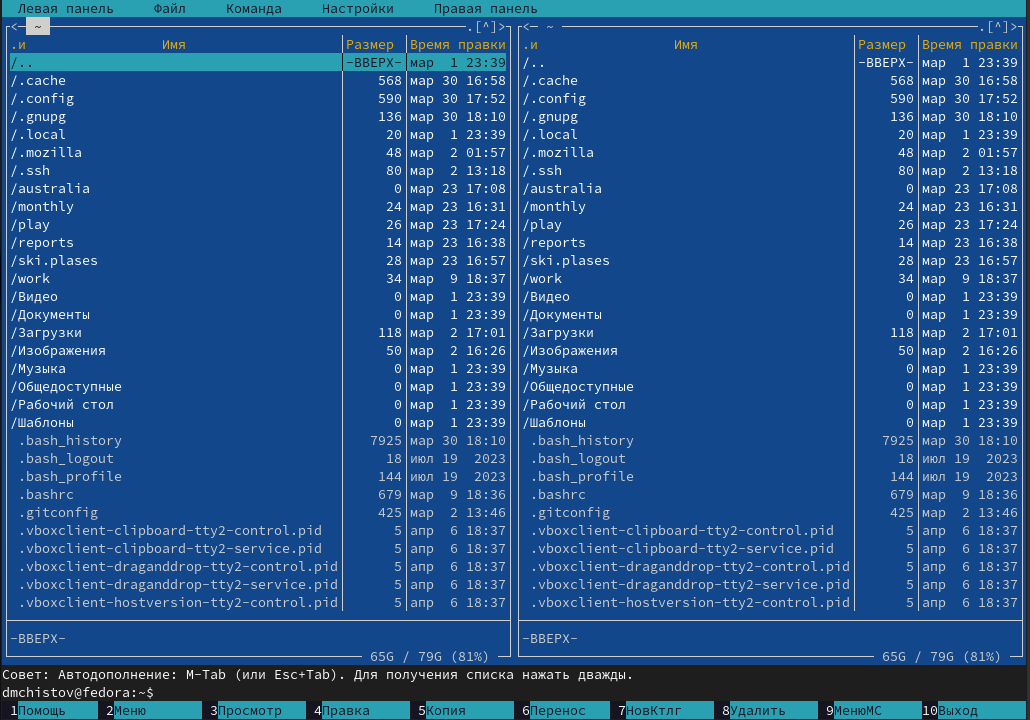 Левая панель Файл Команда Настройки Правая панель
<─ ~ .[^]> <─ ~ .[^]>
.и Имя Размер Время правки .и Имя Размер Время правки
/.. -ВВЕРХ- мар 1 23:39 /.. -ВВЕРХ- мар 1 23:39
/.cache 568 мар 30 16:58 /.cache 568 мар 30 16:58
/.config 590 мар 30 17:52 /.config 590 мар 30 17:52
/.gnupg 136 мар 30 18:10 /.gnupg 136 мар 30 18:10
/.local 20 мар 1 23:39 /.local 20 мар 1 23:39
/.mozilla 48 мар 2 01:57 /.mozilla 48 мар 2 01:57
/.ssh 80 мар 2 13:18 /.ssh 80 мар 2 13:18
/australia 0 мар 23 17:08 /australia 0 мар 23 17:08
/monthly 24 мар 23 16:31 /monthly 24 мар 23 16:31
/play 26 мар 23 17:24 /play 26 мар 23 17:24
/reports 14 мар 23 16:38 /reports 14 мар 23 16:38
/ski.plases 28 мар 23 16:57 /ski.plases 28 мар 23 16:57
/work 34 мар 9 18:37 /work 34 мар 9 18:37
/Видео 0 мар 1 23:39 /Видео 0 мар 1 23:39
/Документы 0 мар 1 23:39 /Документы 0 мар 1 23:39
/Загрузки 118 мар 2 17:01 /Загрузки 118 мар 2 17:01
/Изображения 50 мар 2 16:26 /Изображения 50 мар 2 16:26
/Музыка 0 мар 1 23:39 /Музыка 0 мар 1 23:39
/Общедоступные 0 мар 1 23:39 /Общедоступные 0 мар 1 23:39
/Рабочий стол 0 мар 1 23:39 /Рабочий стол 0 мар 1 23:39
/Шаблоны 0 мар 1 23:39 /Шаблоны 0 мар 1 23:39
.bash_history 7925 мар 30 18:10 .bash_history 7925 мар 30 18:10
.bash_logout 18 июл 19 2023 .bash_logout 18 июл 19 2023
.bash_profile 144 июл 19 2023 .bash_profile 144 июл 19 2023
.bashrc 679 мар 9 18:36 .bashrc 679 мар 9 18:36
.gitconfig 425 мар 2 13:46 .gitconfig 425 мар 2 13:46
.vboxclient-clipboard-tty2-control.pid 5 апр 6 18:37 .vboxclient-clipboard-tty2-control.pid 5 апр 6 18:37
.vboxclient-clipboard-tty2-service.pid 5 апр 6 18:37 .vboxclient-clipboard-tty2-service.pid 5 апр 6 18:37
.vboxclient-draganddrop-tty2-control.pid 5 апр 6 18:37 .vboxclient-draganddrop-tty2-control.pid 5 апр 6 18:37
.vboxclient-draganddrop-tty2-service.pid 5 апр 6 18:37 .vboxclient-draganddrop-tty2-service.pid 5 апр 6 18:37
.vboxclient-hostversion-tty2-control.pid 5 апр 6 18:37 .vboxclient-hostversion-tty2-control.pid 5 апр 6 18:37
-ВВЕРХ- -ВВЕРХ-
65G / 79G (81%) 65G / 79G (81%)
Совет: Автодополнение: M-Tab (или Esc+Tab). Для получения списка нажать дважды.
dmchistov@fedora:~$
1Помощь 2Меню 3Просмотр 4Правка 5Копия 6Перенос 7НовКтлг 8Удалить 9МенюМС 10Выход